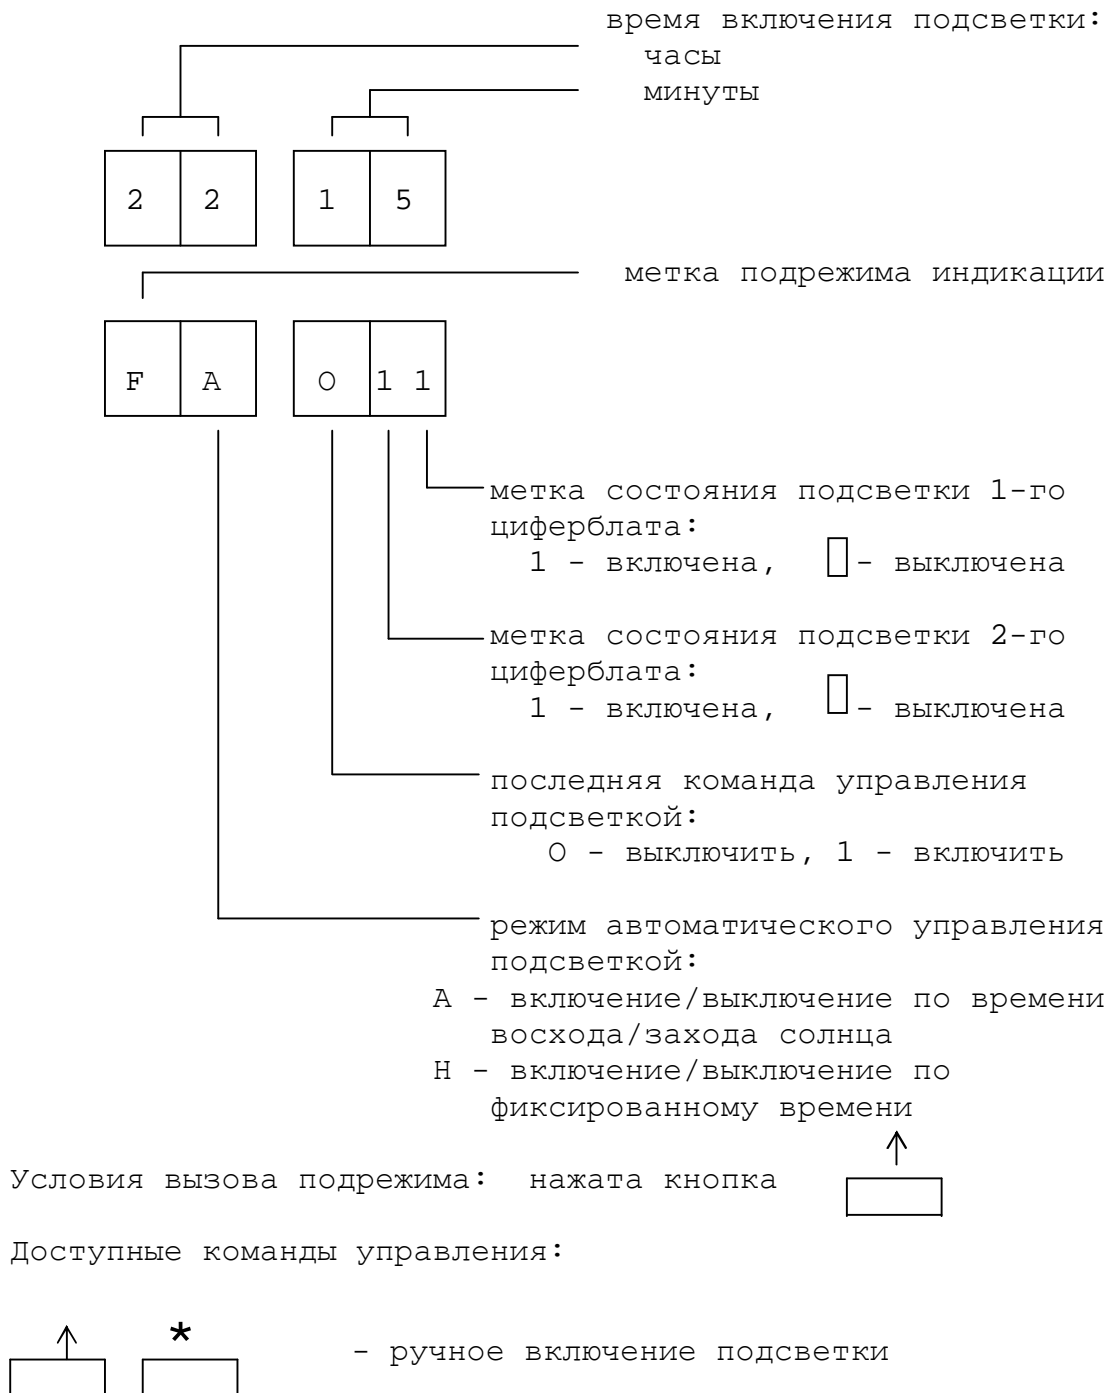 время включения подсветки:
часы
минуты
2 2 1 5
метка подрежима индикации
F A O 1 1
метка состояния подсветки 1-го
циферблата:
1 - включена, - выключена
метка состояния подсветки 2-го
циферблата:
1 - включена, - выключена
последняя команда управления
подсветкой:
O - выключить, 1 - включить
режим автоматического управления
подсветкой:
А - включение/выключение по времени
восхода/захода солнца
Н - включение/выключение по
фиксированному времени
Условия вызова подрежима: нажата кнопка ↑
Доступные команды управления:
↑ *
- ручное включение подсветки